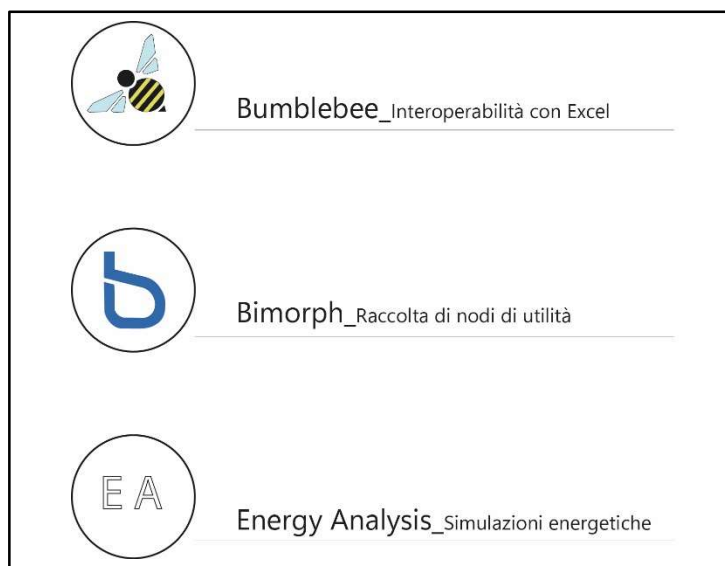 Bumblebee_Interoperabilità con Excel
Bimorph_Raccolta di nodi di utilità
E A
Energy Analysis_Simulazioni energetiche